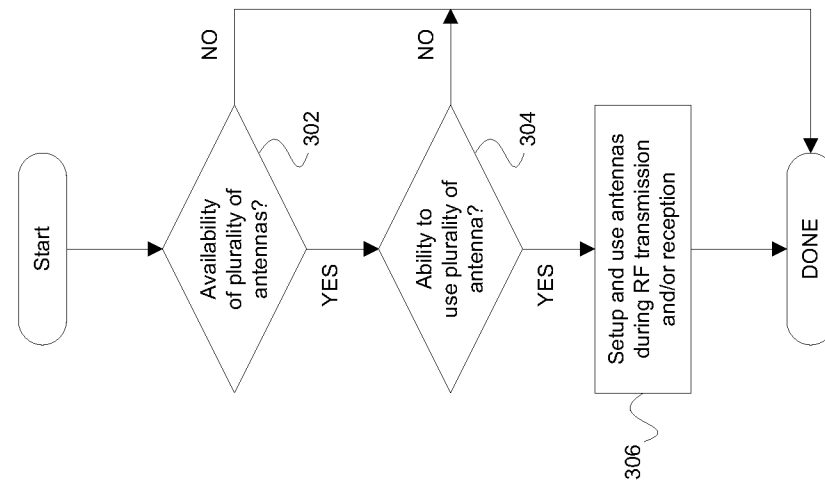 Start
Availability
of plurality of
antennas?
302
NO
YES
Ability to
use plurality of
antenna?
304
NO
YES
Setup and use antennas
during RF transmission
and/or reception
306
DONE